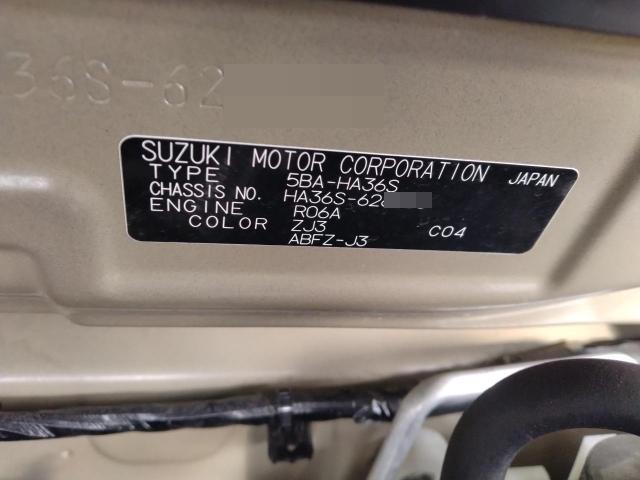 36S-62
SUZUKI MOTOR CORPORATION JAPAN
TYPE 5BA-HA36S
CHASSIS NO. HA36S-62
ENGINE R06A
COLOR ZJ3 C04
ABFZ-J3